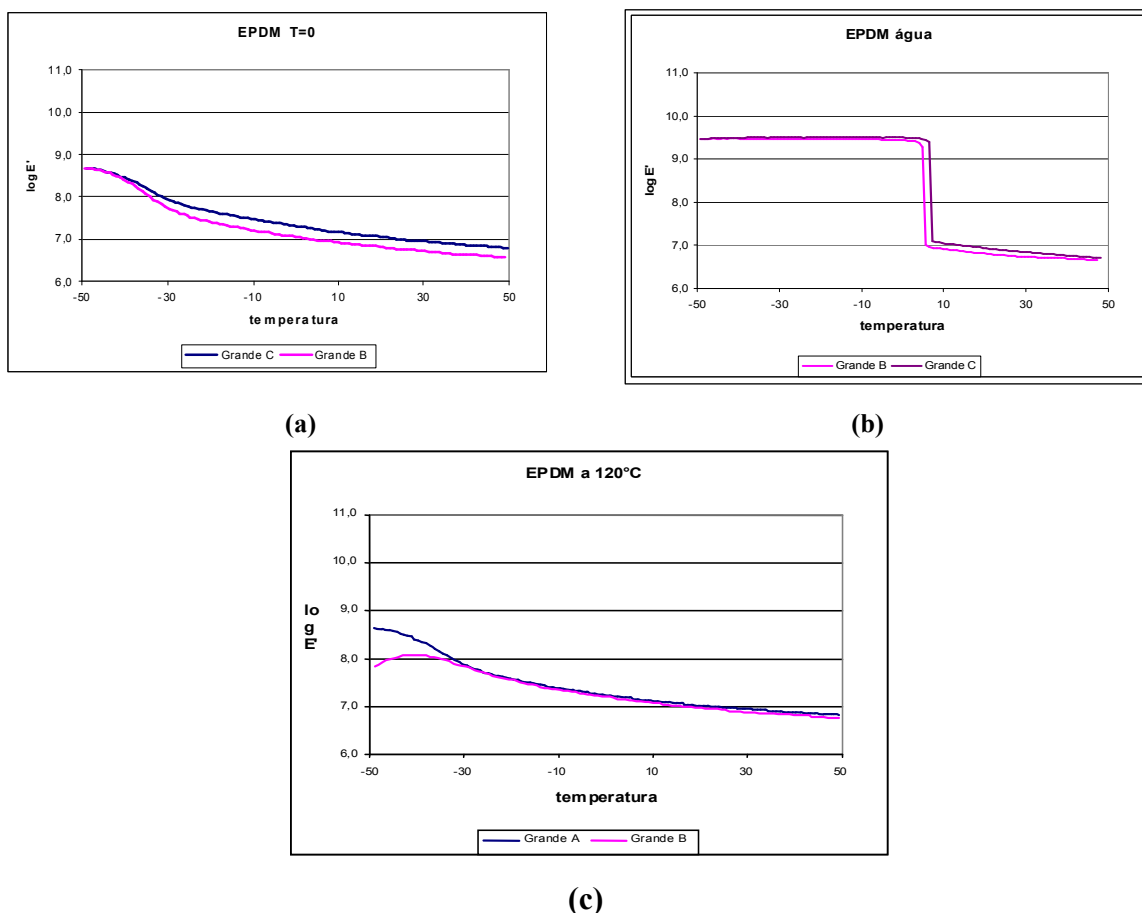 EPDM T=0
log E'
11,0
10,0
9,0
8,0
7,0
6,0
-50 -30 -10 10 30 50
temperatura
Grande C Grande B
(a)
EPDM água
log E'
11,0
10,0
9,0
8,0
7,0
6,0
-50 -30 -10 10 30 50
temperatura
Grande B Grande C
(b)
EPDM a 120°C
lo
g
E'
11,0
10,0
9,0
8,0
7,0
6,0
-50 -30 -10 10 30 50
temperatura
Grande A Grande B
(c)